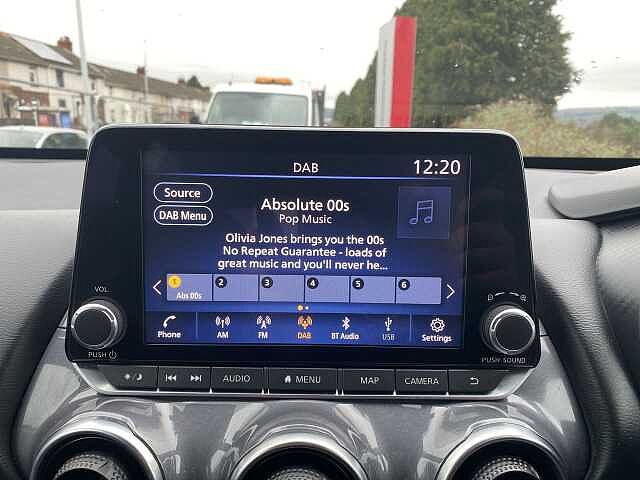 DAB
12:20
Source
DAB Menu
Absolute 00s
Pop Music
Olivia Jones brings you the 00s
No Repeat Guarantee - loads of
great music and you'll never he...
1 2 3 4 5 6
Abs 00s
Phone AM FM DAB BT Audio USB Settings
VOL
PUSH
PUSH SOUND
AUDIO MENU MAP CAMERA